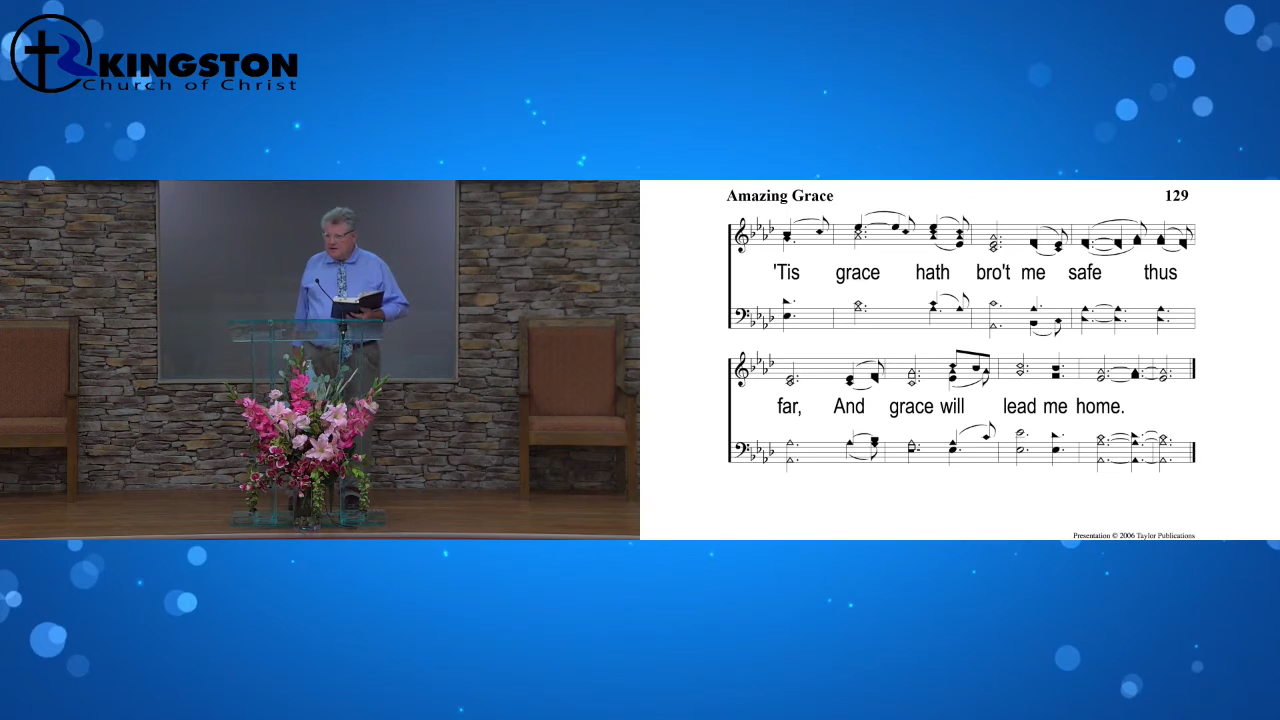 KINGSTON
Church of Christ
Amazing Grace 129
'Tis grace hath bro't me safe thus
far, And grace will lead me home.
Presentation © 2006 Taylor Publications